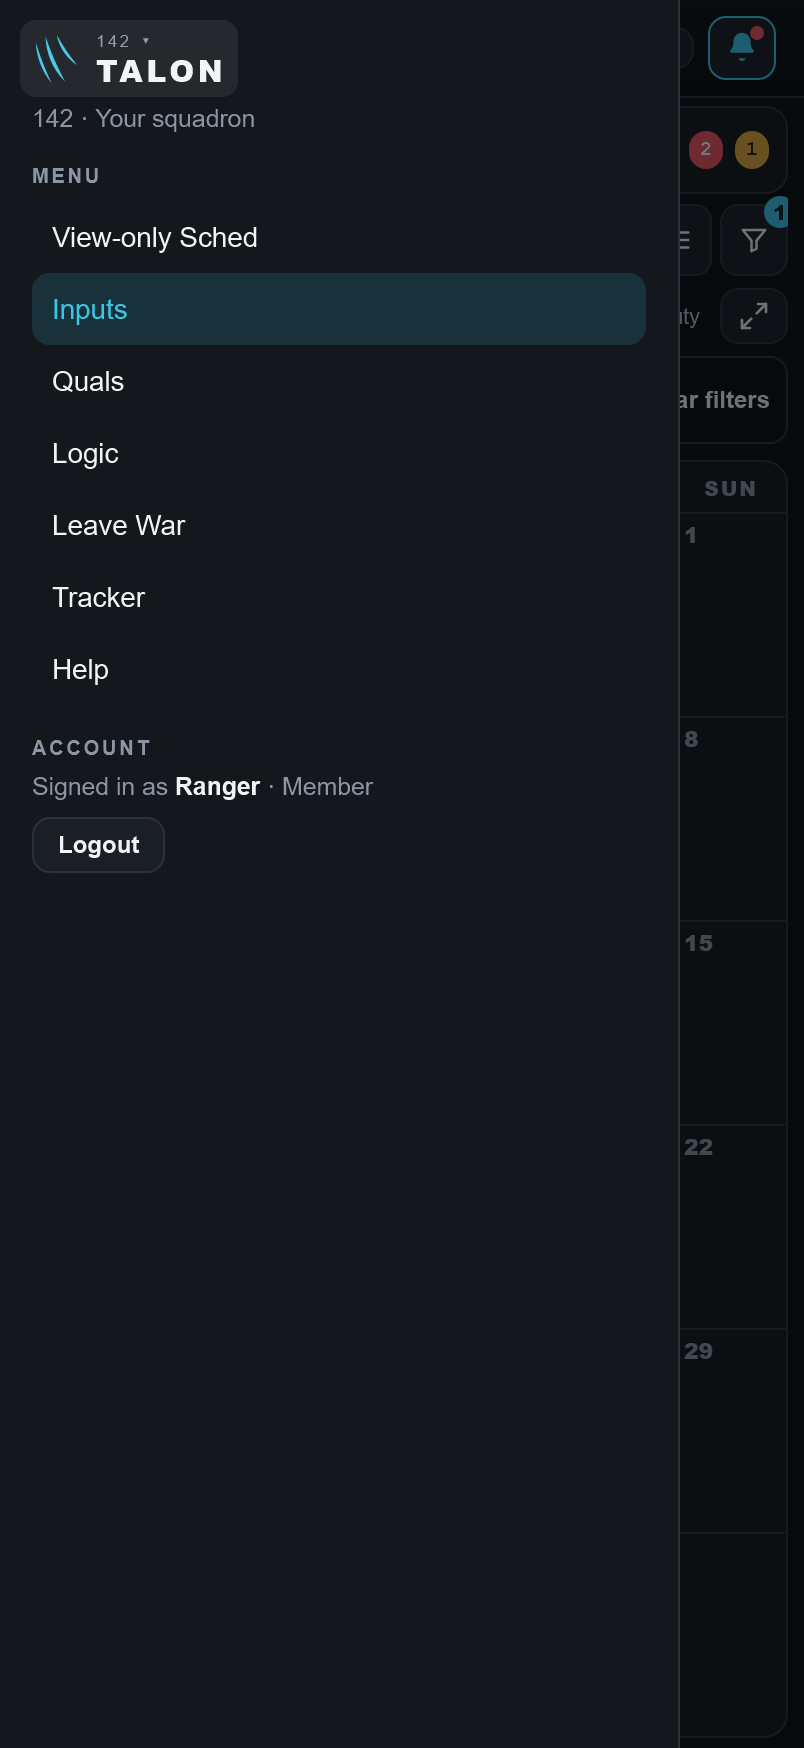 142 ▾
TALON
142 · Your squadron
MENU
View-only Sched
Inputs
Quals
Logic
Leave War
Tracker
Help
ACCOUNT
Signed in as Ranger · Member
Logout
2 1
1
ar filters
SUN
1
8
15
22
29